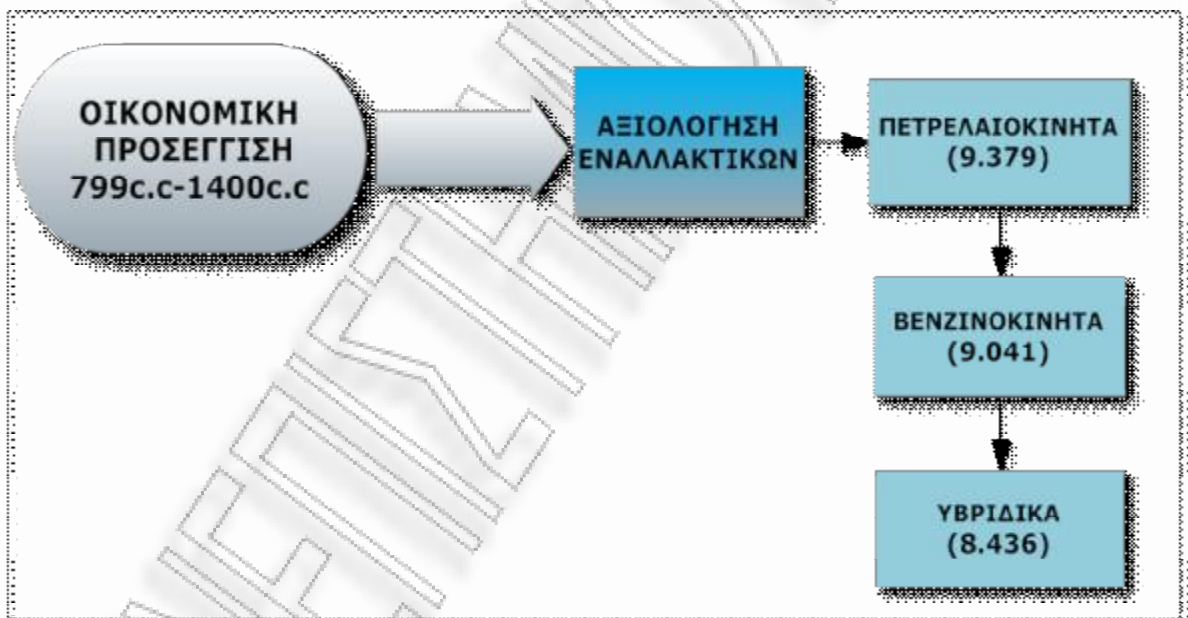 ΟΙΚΟΝΟΜΙΚΗ
ΠΡΟΣΕΓΓΙΣΗ
799c.c-1400c.c
ΑΞΙΟΛΟΓΗΣΗ
ΕΝΑΛΛΑΚΤΙΚΩΝ
ΠΕΤΡΕΛΑΙΟΚΙΝΗΤΑ
(9.379)
ΒΕΝΖΙΝΟΚΙΝΗΤΑ
(9.041)
ΥΒΡΙΔΙΚΑ
(8.436)